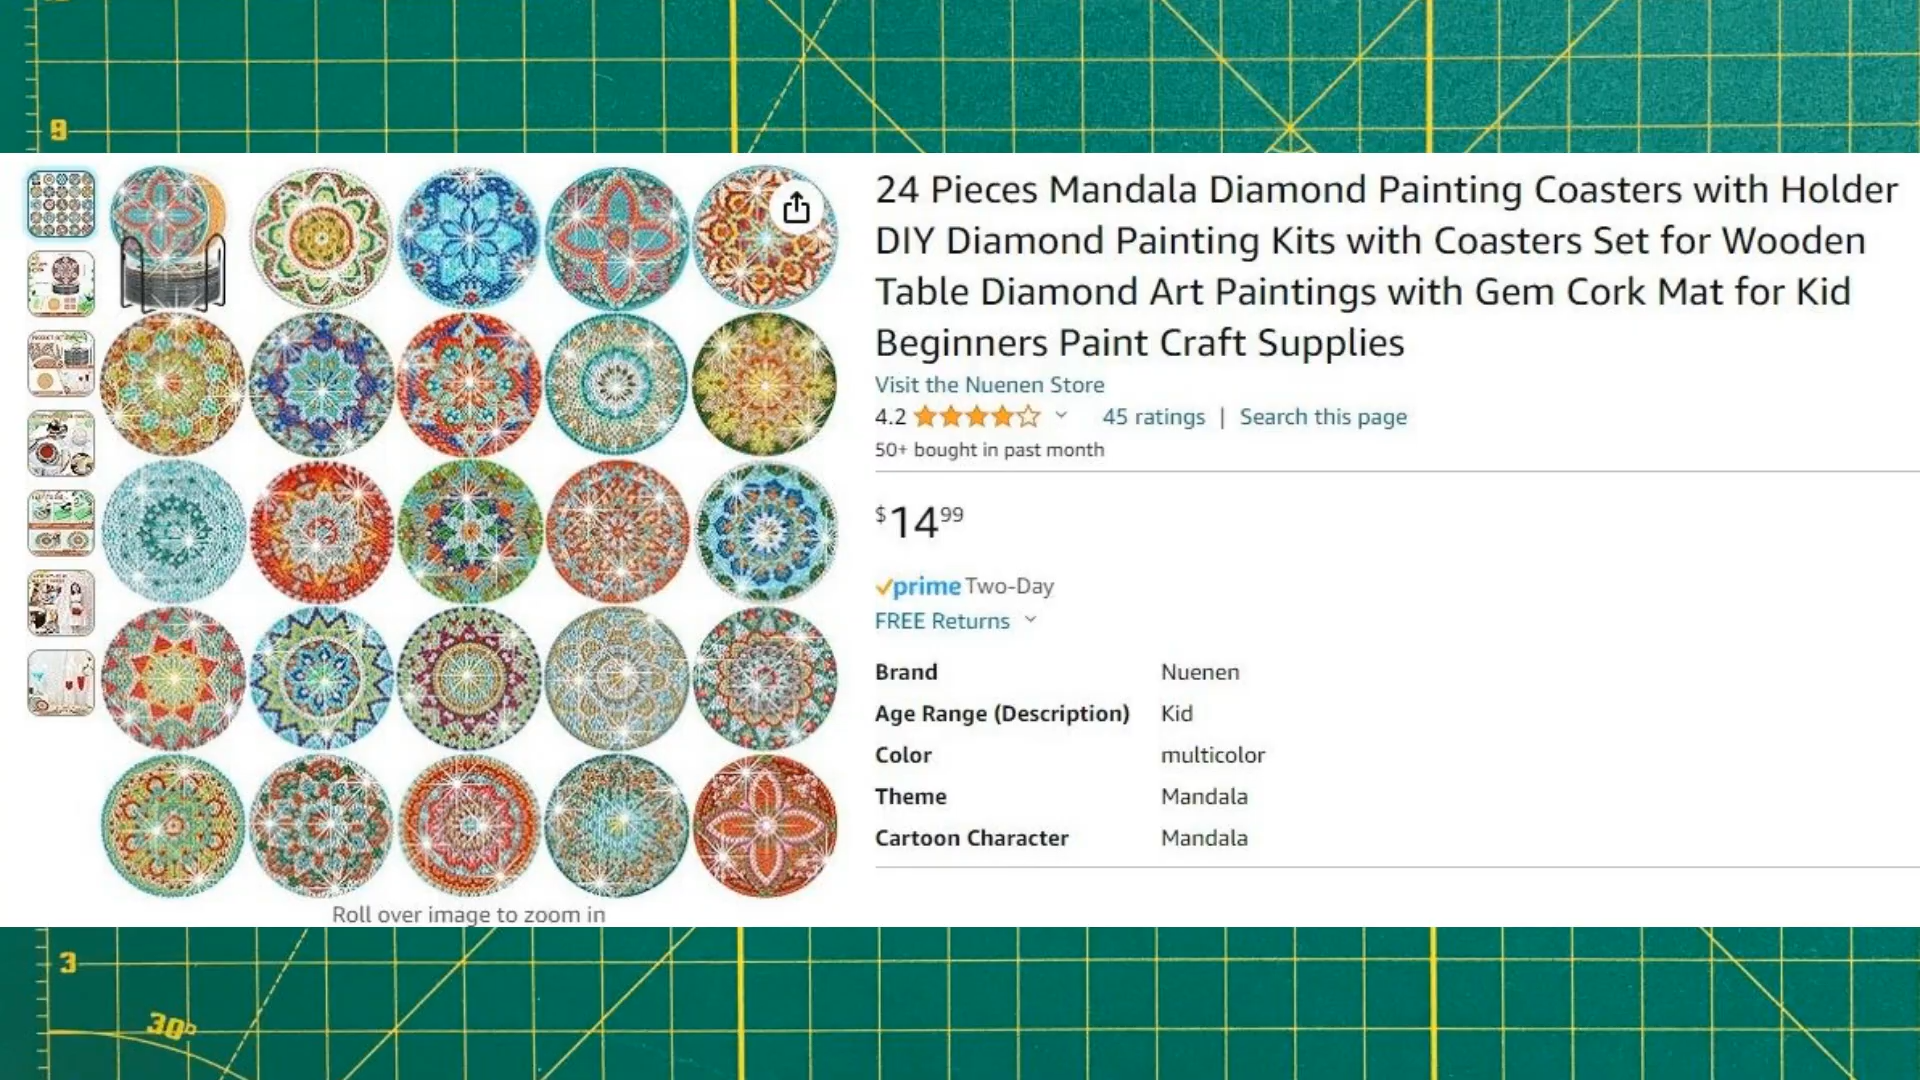 9
24 Pieces Mandala Diamond Painting Coasters with Holder
DIY Diamond Painting Kits with Coasters Set for Wooden
Table Diamond Art Paintings with Gem Cork Mat for Kid
Beginners Paint Craft Supplies
Visit the Nuenen Store
4.2 45 ratings | Search this page
50+ bought in past month
$14.99
prime Two-Day
FREE Returns
Brand Nuenen
Age Range (Description) Kid
Color multicolor
Theme Mandala
Cartoon Character Mandala
Roll over image to zoom in
3
30°